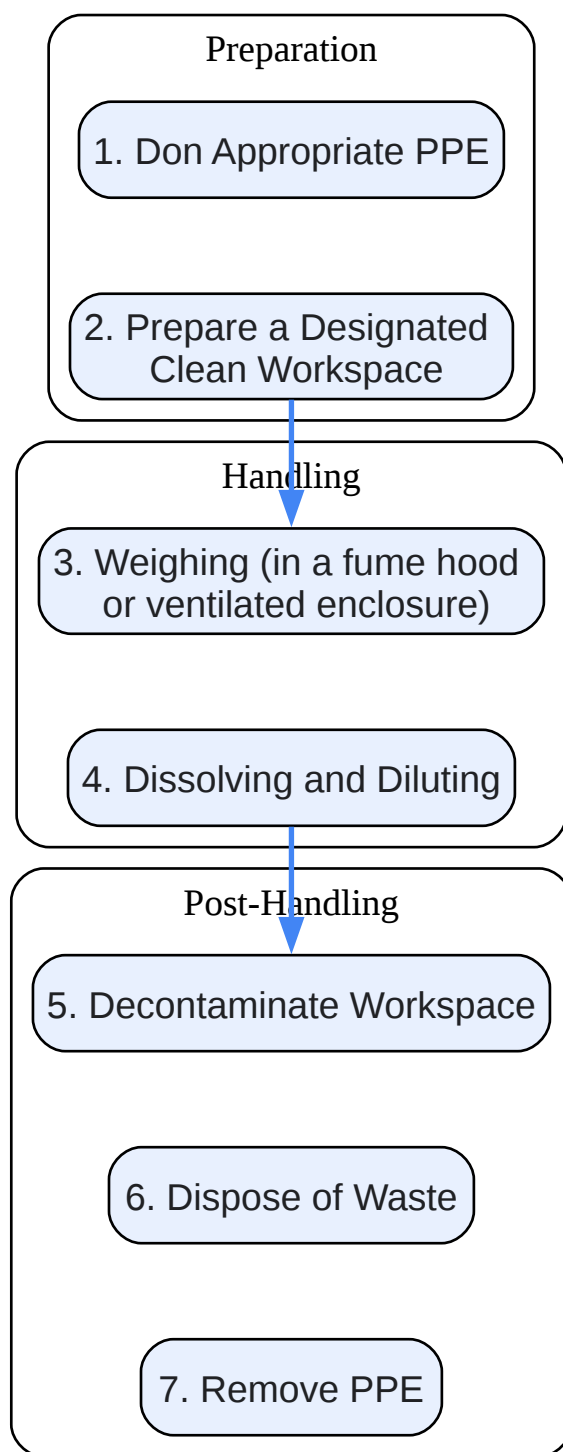 Preparation
1. Don Appropriate PPE
2. Prepare a Designated
Clean Workspace
Handling
3. Weighing (in a fume hood
or ventilated enclosure)
4. Dissolving and Diluting
Post-Handling
5. Decontaminate Workspace
6. Dispose of Waste
7. Remove PPE